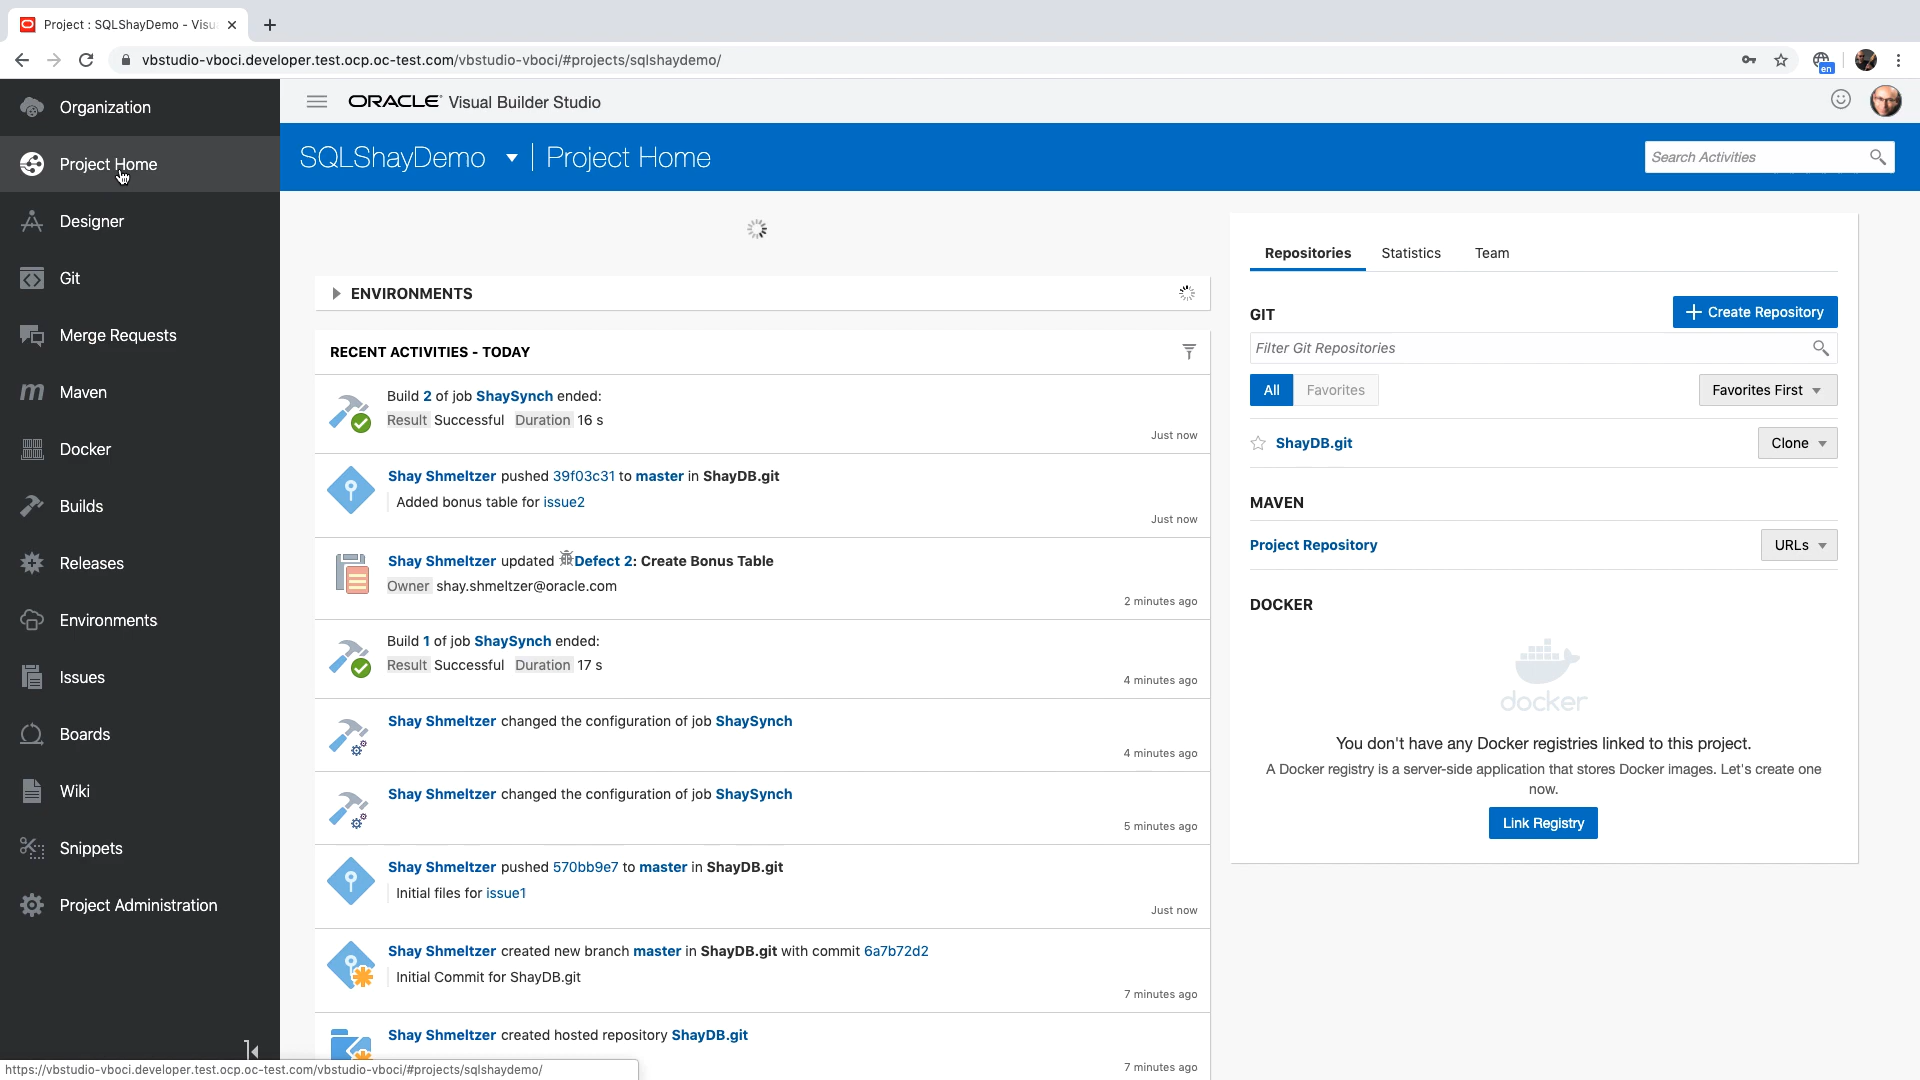 Project : SQLShayDemo - Visu
vbstudio-vboci.developer.test.ocp.oc-test.com/vbstudio-vboci/#projects/sqlshaydemo/
en
Organization
Project Home
Designer
Git
Merge Requests
Maven
Docker
Builds
Releases
Environments
Issues
Boards
Wiki
Snippets
Project Administration
ORACLE Visual Builder Studio
SQLShayDemo Project Home
Search Activities
ENVIRONMENTS
RECENT ACTIVITIES - TODAY
Build 2 of job ShaySynch ended:
Result Successful Duration 16 s
Just now
Shay Shmeltzer pushed 39f03c31 to master in ShayDB.git
Added bonus table for issue2
Just now
Shay Shmeltzer updated Defect 2: Create Bonus Table
Owner shay.shmeltzer@oracle.com
2 minutes ago
Build 1 of job ShaySynch ended:
Result Successful Duration 17 s
4 minutes ago
Shay Shmeltzer changed the configuration of job ShaySynch
4 minutes ago
Shay Shmeltzer changed the configuration of job ShaySynch
5 minutes ago
Shay Shmeltzer pushed 570bb9e7 to master in ShayDB.git
Initial files for issue1
Just now
Shay Shmeltzer created new branch master in ShayDB.git with commit 6a7b72d2
Initial Commit for ShayDB.git
7 minutes ago
Shay Shmeltzer created hosted repository ShayDB.git
7 minutes ago
Repositories Statistics Team
GIT
Create Repository
Filter Git Repositories
All Favorites
Favorites First
ShayDB.git
Clone
MAVEN
Project Repository
URLs
DOCKER
docker
You don't have any Docker registries linked to this project.
A Docker registry is a server-side application that stores Docker images. Let's create one
now.
Link Registry
https://vbstudio-vboci.developer.test.ocp.oc-test.com/vbstudio-vboci/#projects/sqlshaydemo/